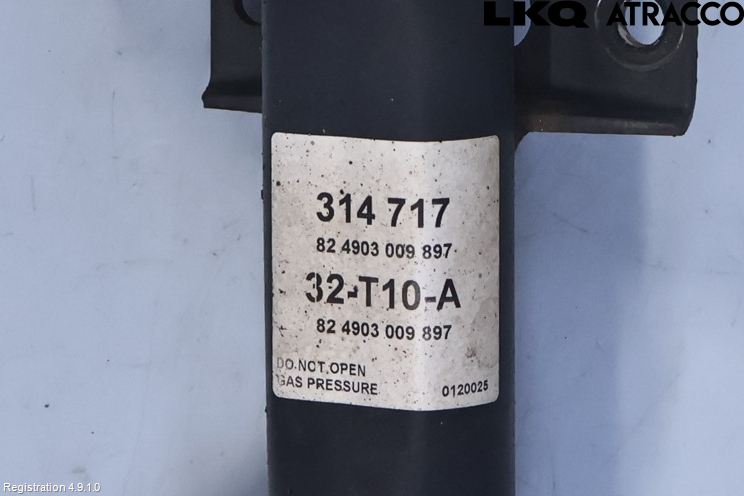 LKQ ATRACCO
314 717
82 4903 009 897
32-T10-A
82 4903 009 897
DO NOT OPEN
GAS PRESSURE 0120025
Registration 4.9.1.0